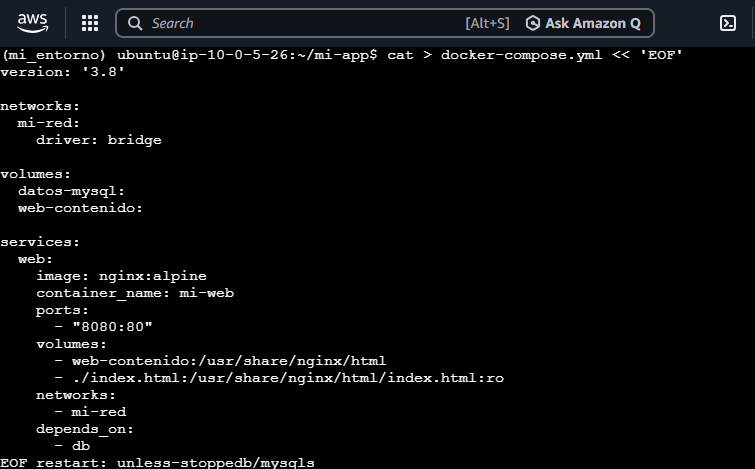 aws
Search [Alt+S] Ask Amazon Q
(mi_entorno) ubuntu@ip-10-0-5-26:~/mi-app$ cat > docker-compose.yml << 'EOF'
version: '3.8'

networks:
  mi-red:
    driver: bridge

volumes:
  datos-mysql:
  web-contenido:

services:
  web:
    image: nginx:alpine
    container_name: mi-web
    ports:
      - "8080:80"
    volumes:
      - web-contenido:/usr/share/nginx/html
      - ./index.html:/usr/share/nginx/html/index.html:ro
    networks:
      - mi-red
    depends_on:
      - db
EOF restart: unless-stoppedb/mysqls